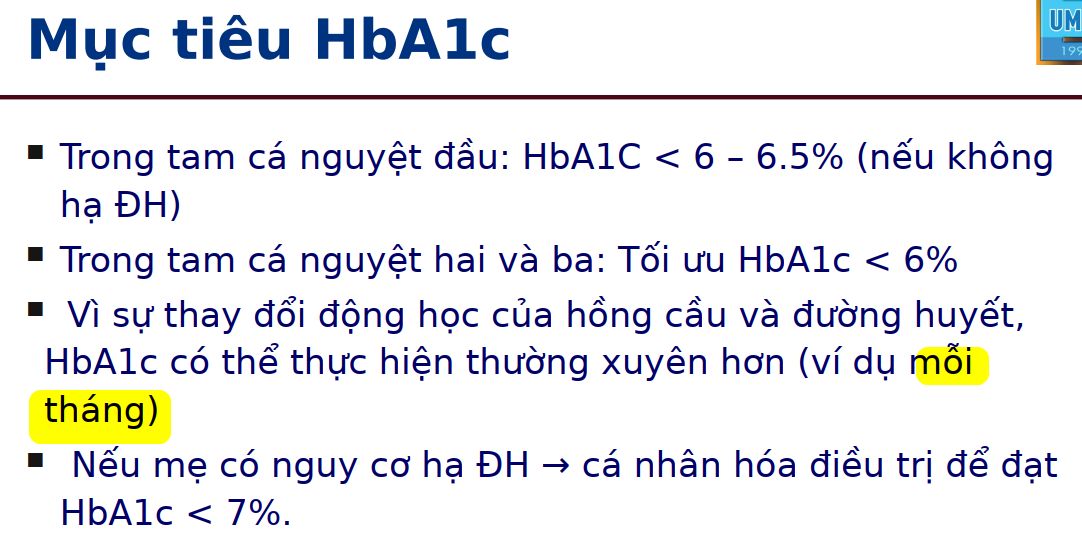 Mục tiêu HbA1c
UM
199
■ Trong tam cá nguyệt đầu: HbA1C < 6 – 6.5% (nếu không
hạ ĐH)
■ Trong tam cá nguyệt hai và ba: Tối ưu HbA1c < 6%
■ Vì sự thay đổi động học của hồng cầu và đường huyết,
HbA1c có thể thực hiện thường xuyên hơn (ví dụ mỗi
tháng)
■ Nếu mẹ có nguy cơ hạ ĐH → cá nhân hóa điều trị để đạt
HbA1c < 7%.